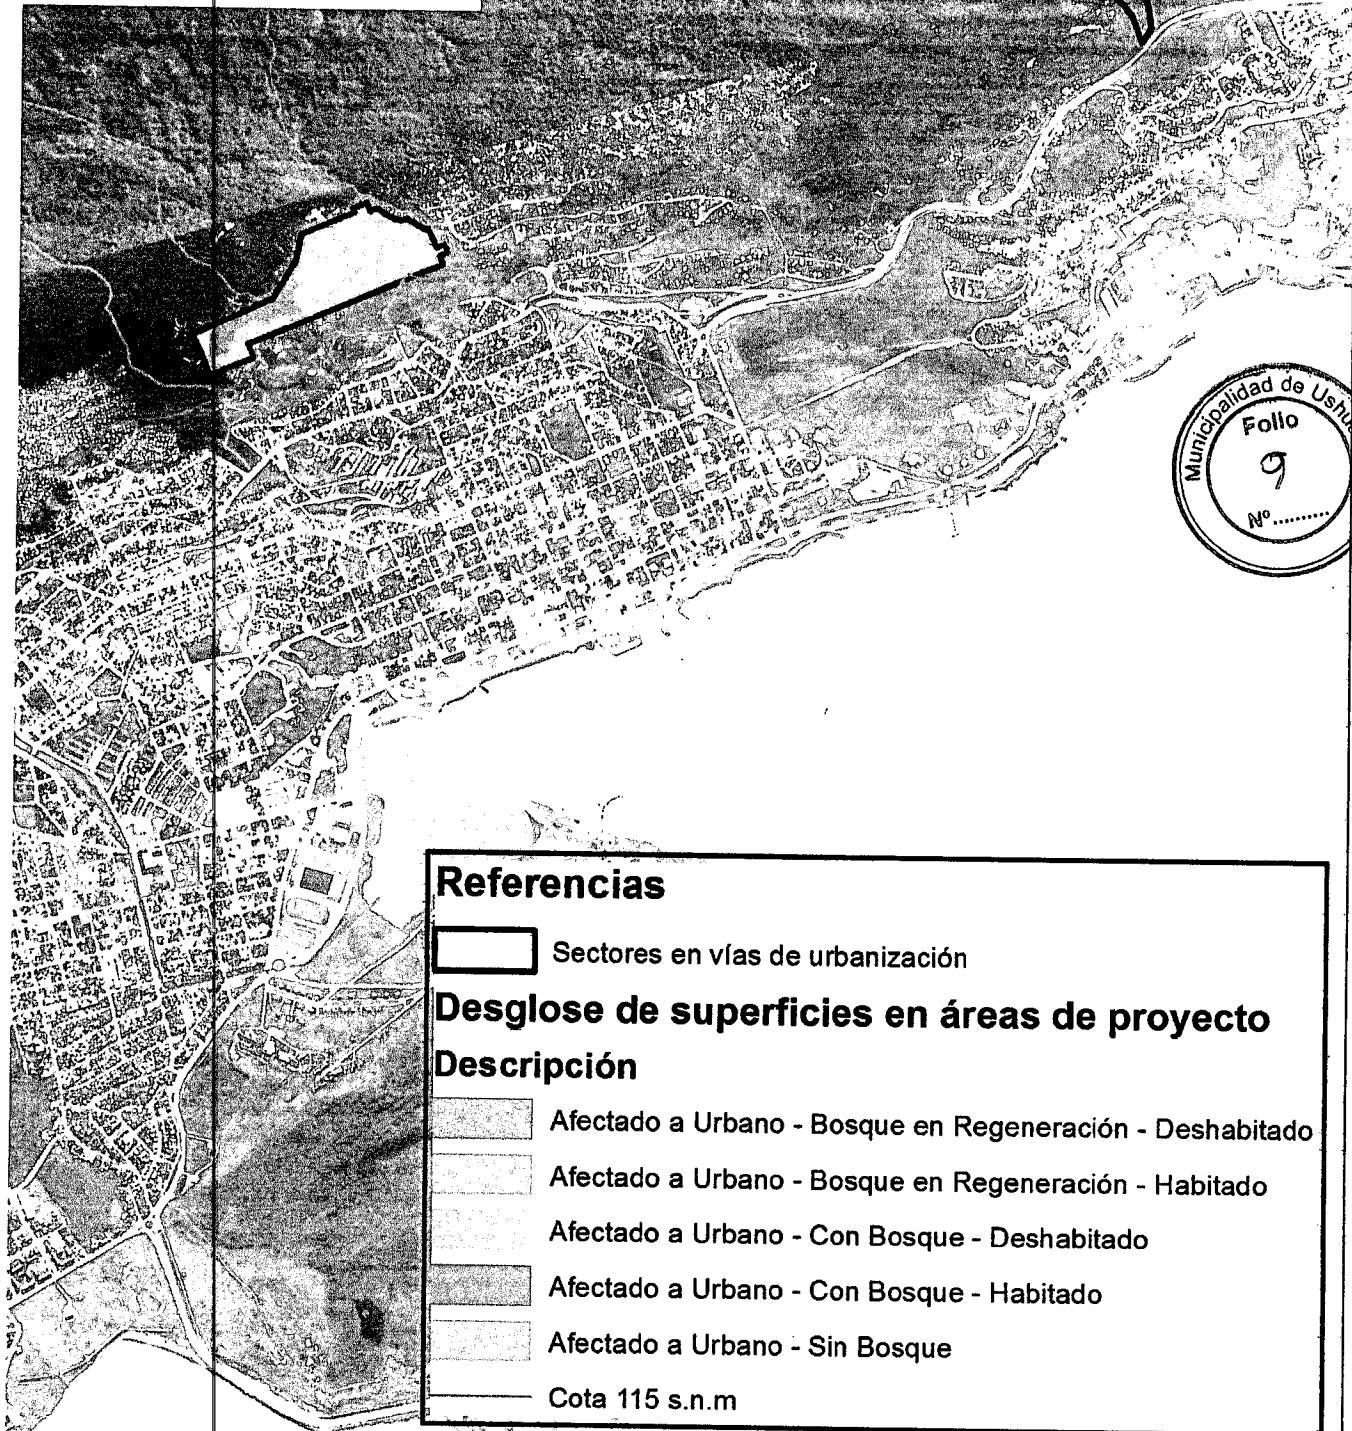 Municipalidad de
Folio
9
Nº..........
Referencias
Sectores en vías de urbanización
Desglose de superficies en áreas de proyecto
Descripción
Afectado a Urbano - Bosque en Regeneración - Deshabitado
Afectado a Urbano - Bosque en Regeneración - Habitado
Afectado a Urbano - Con Bosque - Deshabitado
Afectado a Urbano - Con Bosque - Habitado
Afectado a Urbano - Sin Bosque
Cota 115 s.n.m